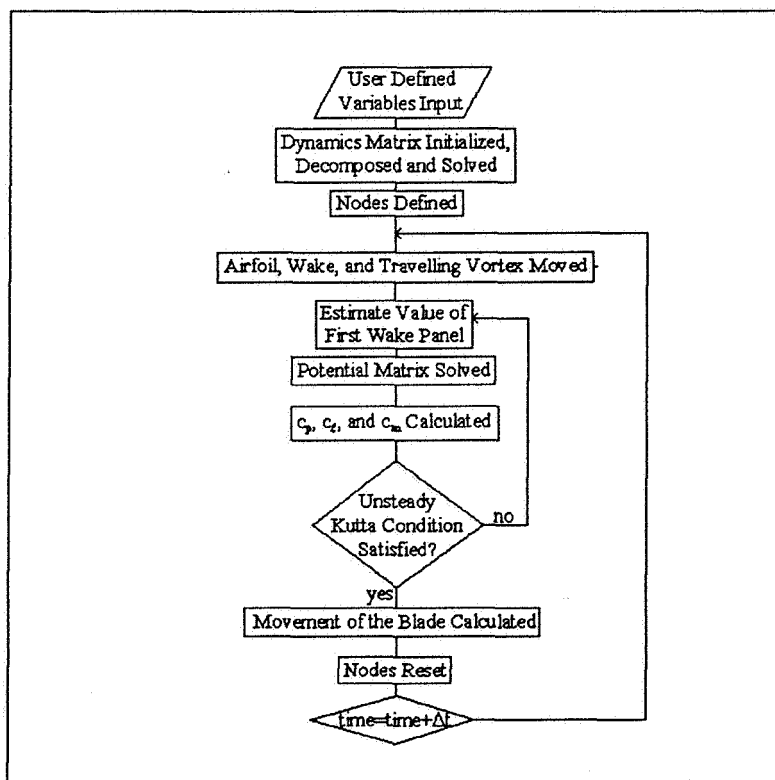 User Defined
Variables Input
Dynamics Matrix Initialized,
Decomposed and Solved
Nodes Defined
Airfoil, Wake, and Travelling Vortex Moved
Estimate Value of
First Wake Panel
Potential Matrix Solved
cₚ, c_ℓ, and cₘ Calculated
Unsteady
Kutta Condition
Satisfied?
no
yes
Movement of the Blade Calculated
Nodes Reset
time=time+Δt